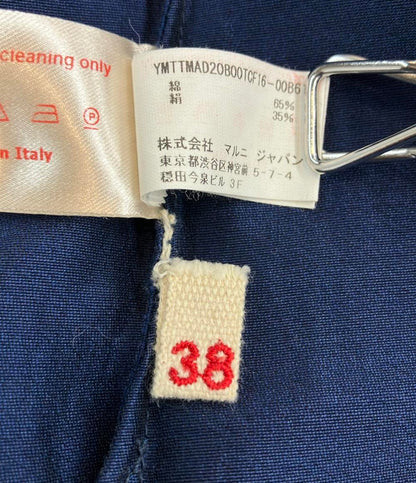 cleaning only
P
n Italy
YMTTMAD20B00TCF16-00B61
綿 65%
絹 35%
株式会社 マルニ ジャパン
東京都渋谷区神宮前 5-7-4
穏田今泉ビル 3F
38